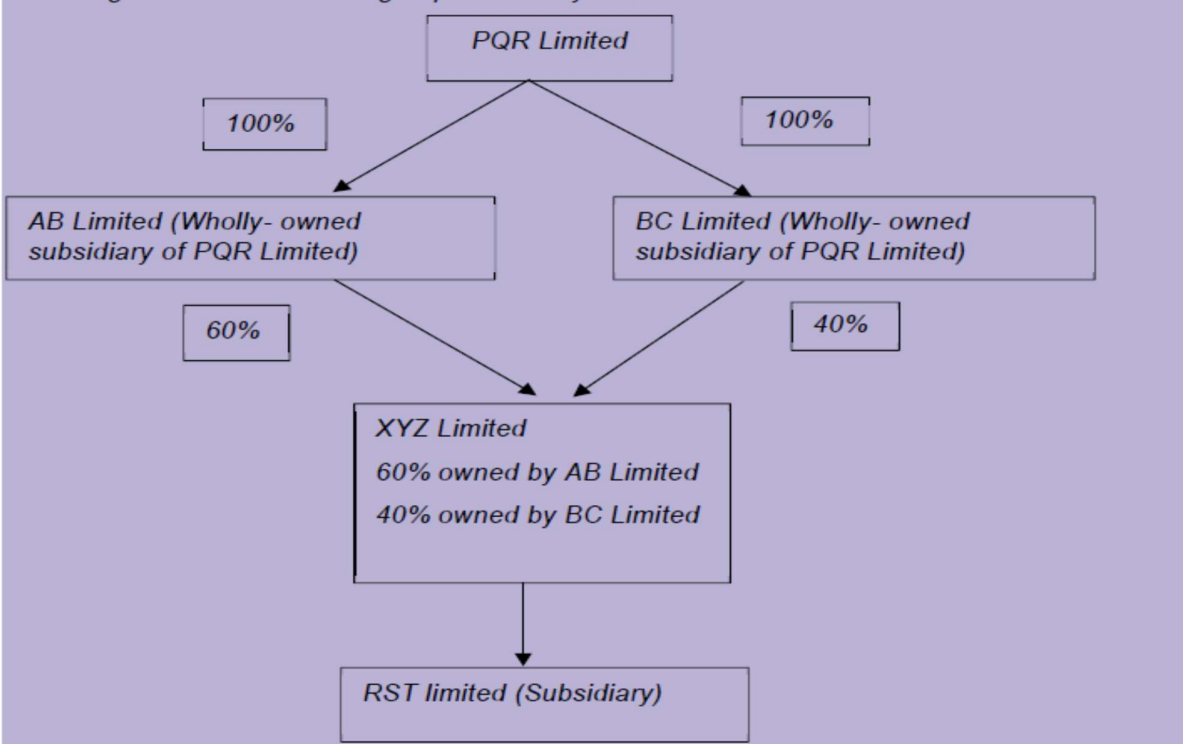 PQR Limited
100%
100%
AB Limited (Wholly- owned
subsidiary of PQR Limited)
BC Limited (Wholly- owned
subsidiary of PQR Limited)
60%
40%
XYZ Limited
60% owned by AB Limited
40% owned by BC Limited
RST limited (Subsidiary)